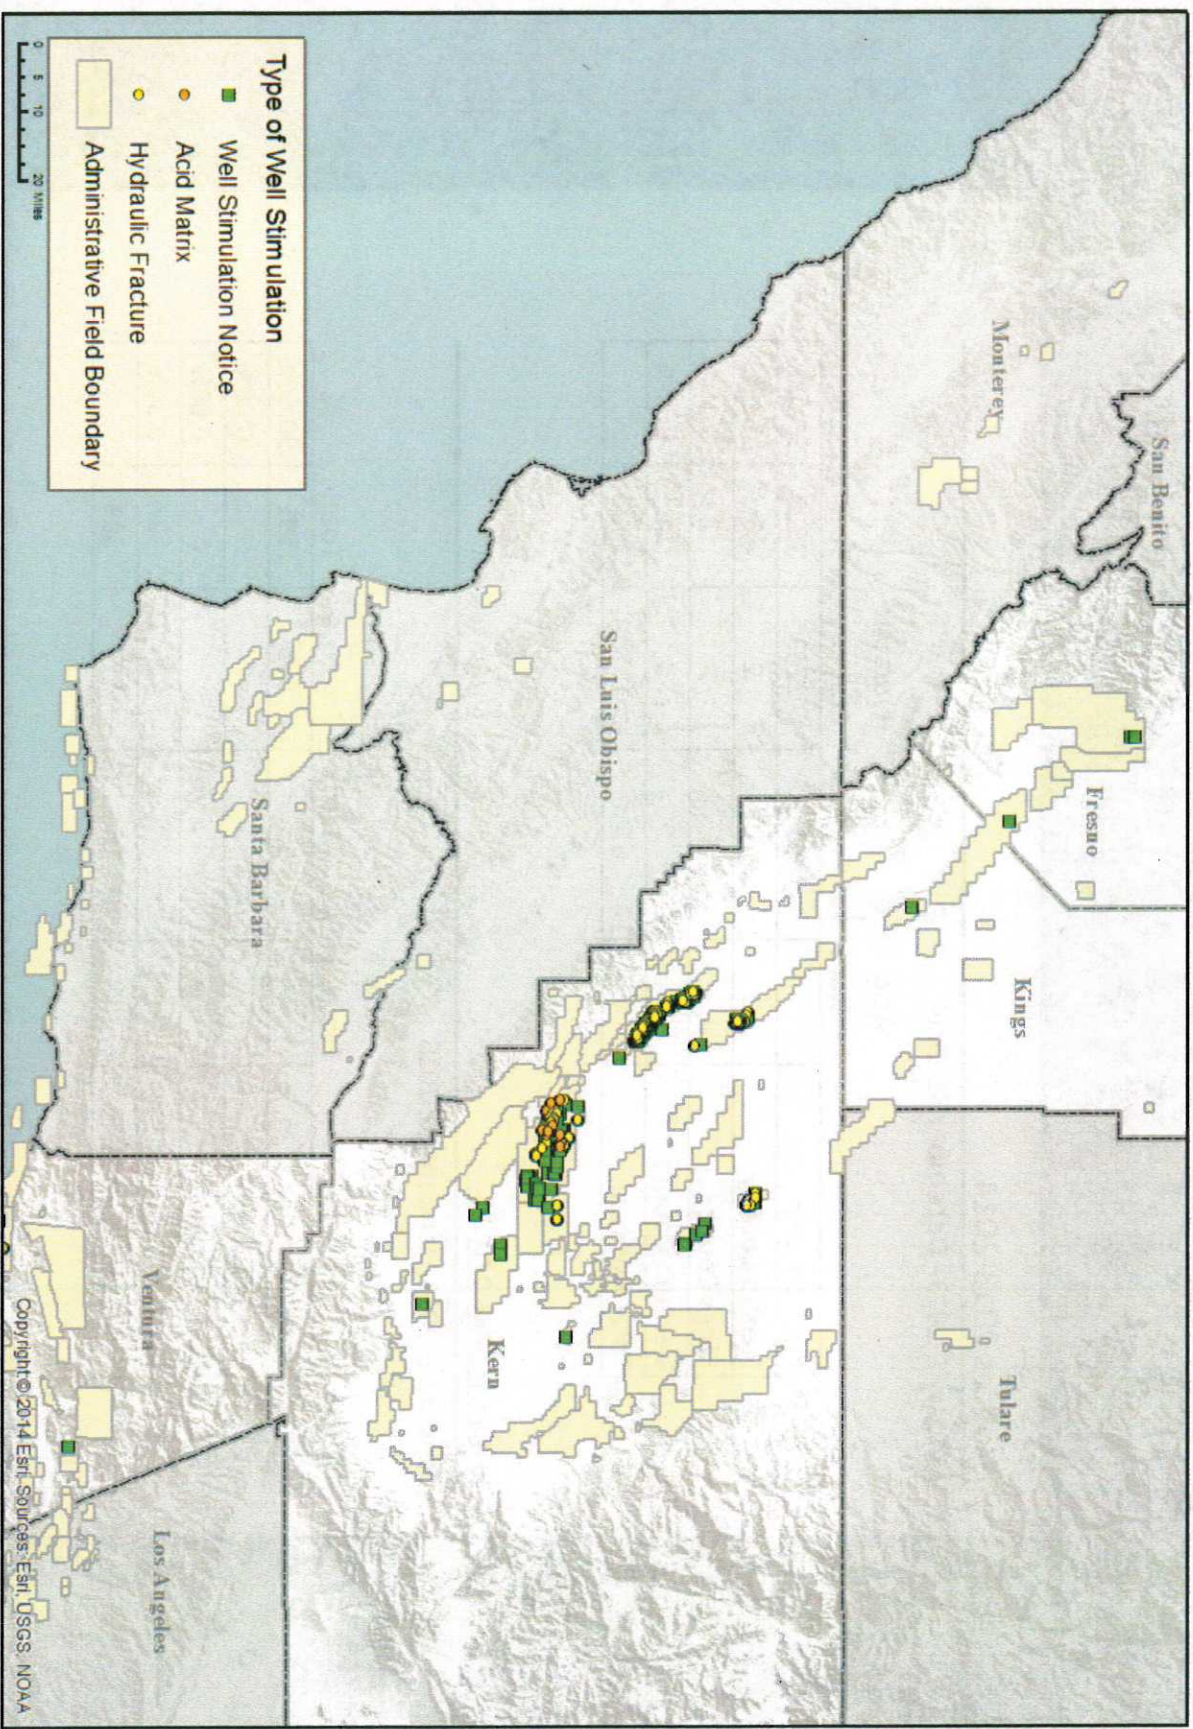 San Benito
Monterey
Fresno
Kings
Tulare
San Luis Obispo
Kern
Santa Barbara
Ventura
Los Angeles
Type of Well Stimulation
Well Stimulation Notice
Acid Matrix
Hydraulic Fracture
Administrative Field Boundary
0 5 10 20 Miles
Copyright:© 2014 Esri, Sources: Esri, USGS, NOAA